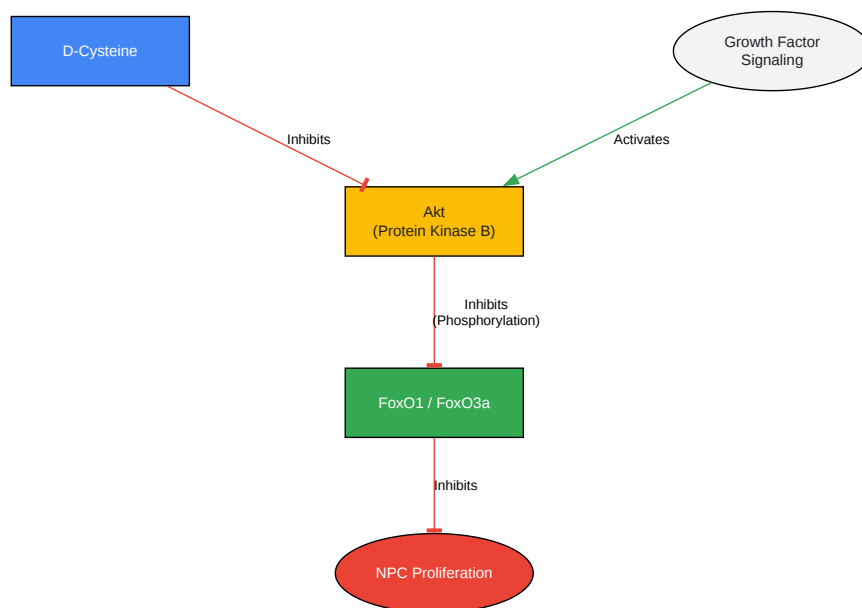 D-Cysteine
Growth Factor
Signaling
Inhibits
Activates
Akt
(Protein Kinase B)
Inhibits
(Phosphorylation)
FoxO1 / FoxO3a
Inhibits
NPC Proliferation